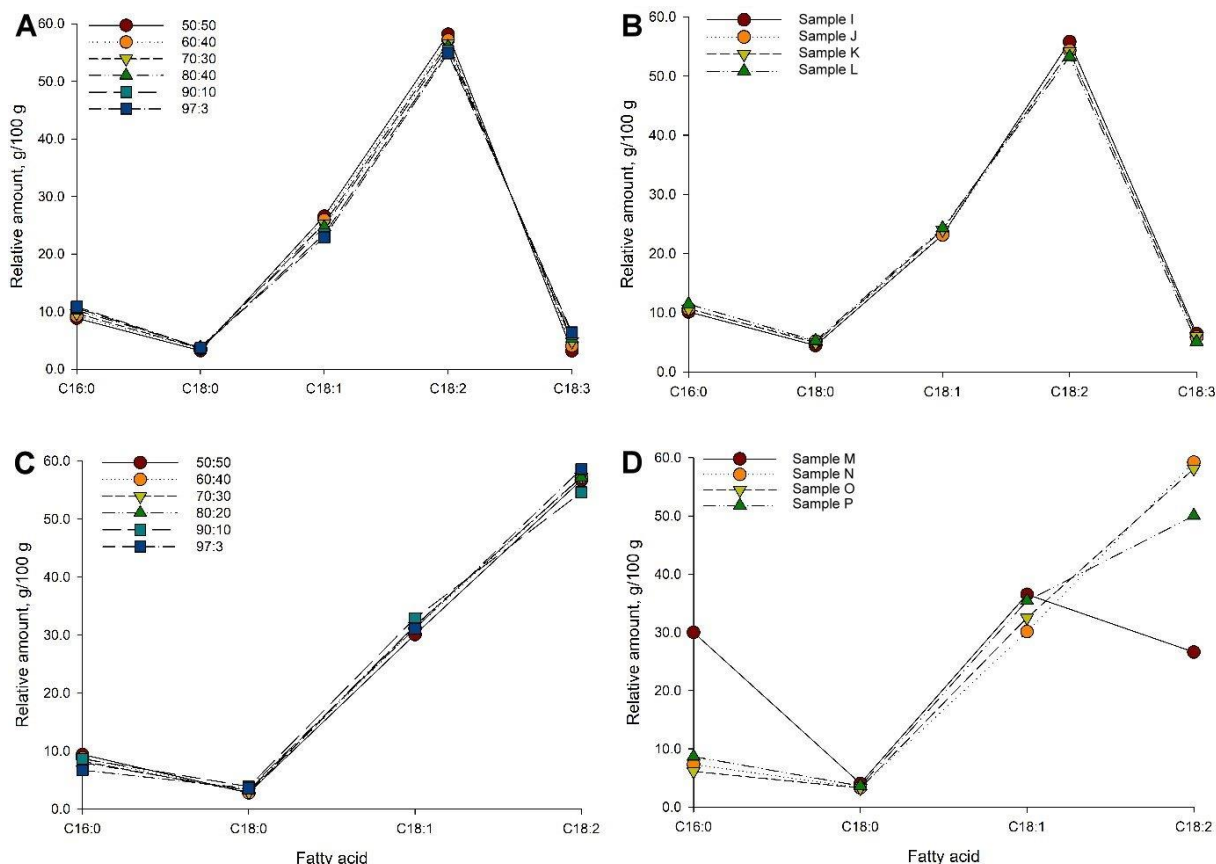 A
Relative amount, g/100 g
60.0
50.0
40.0
30.0
20.0
10.0
0.0
50:50
60:40
70:30
80:40
90:10
97:3
C16:0
C18:0
C18:1
C18:2
C18:3
B
Relative amount, g/100 g
60.0
50.0
40.0
30.0
20.0
10.0
0.0
Sample I
Sample J
Sample K
Sample L
C16:0
C18:0
C18:1
C18:2
C18:3
C
Relative amount, g/100 g
60.0
50.0
40.0
30.0
20.0
10.0
0.0
50:50
60:40
70:30
80:20
90:10
97:3
C16:0
C18:0
C18:1
C18:2
Fatty acid
D
Relative amount, g/100 g
60.0
50.0
40.0
30.0
20.0
10.0
0.0
Sample M
Sample N
Sample O
Sample P
C16:0
C18:0
C18:1
C18:2
Fatty acid